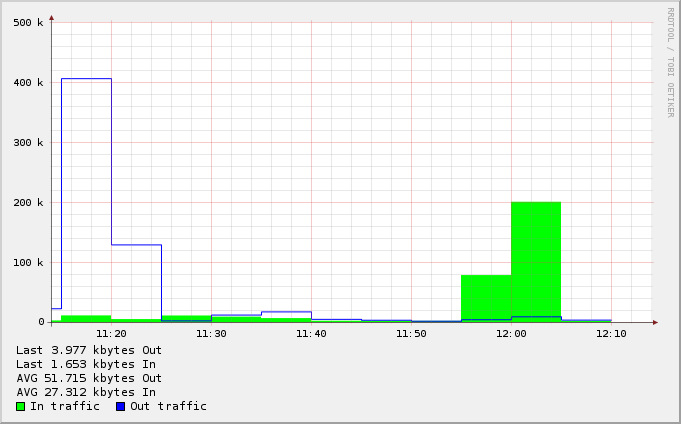 RRDTOOL / TOBI OETIKER
500 k
400 k
300 k
200 k
100 k
0
11:20 11:30 11:40 11:50 12:00 12:10
Last 3.977 kbytes Out
Last 1.653 kbytes In
AVG 51.715 kbytes Out
AVG 27.312 kbytes In
In traffic Out traffic